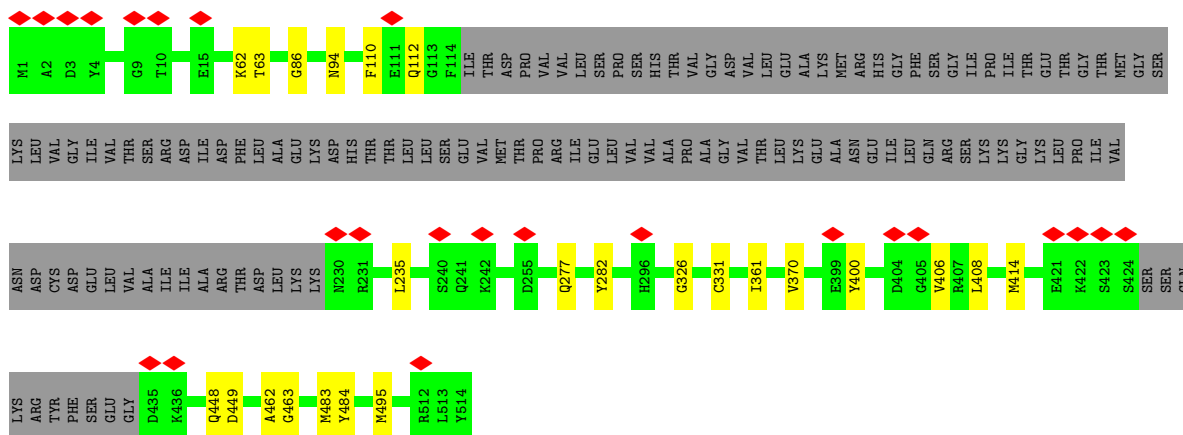 M1 A2 D3 Y4 G9 T10 E15 K62 T63 G86 N94 F110 E111 Q112 G113 F114 ILE THR ASP PRO VAL VAL LEU SER PRO SER HIS THR VAL GLY ASP VAL LEU GLU ALA LYS MET ARG HIS GLY PHE SER GLY ILE PRO ILE THR GLU THR GLY THR MET GLY SER
LYS LEU VAL GLY ILE VAL THR SER ARG ASP ILE ASP PHE LEU ALA GLU LYS ASP HIS THR THR LEU LEU SER GLU VAL MET THR PRO ARG ILE GLU LEU VAL VAL ALA PRO ALA GLY VAL THR LEU LYS GLU ALA ASN GLU ILE LEU GLN ARG SER LYS LYS GLY LYS LEU PRO ILE VAL
ASN ASP CYS ASP GLU LEU VAL ALA ILE ILE ALA ARG THR ASP LEU LYS LYS N230 R231 L235 S240 Q241 K242 D255 Q277 Y282 H296 G326 C331 I361 V370 E399 Y400 D404 G405 V406 R407 L408 M414 E421 K422 S423 S424 SER SER
LYS ARG TYR PHE SER GLU GLY D435 K436 Q448 D449 A462 G463 M483 Y484 M495 R512 L513 Y514